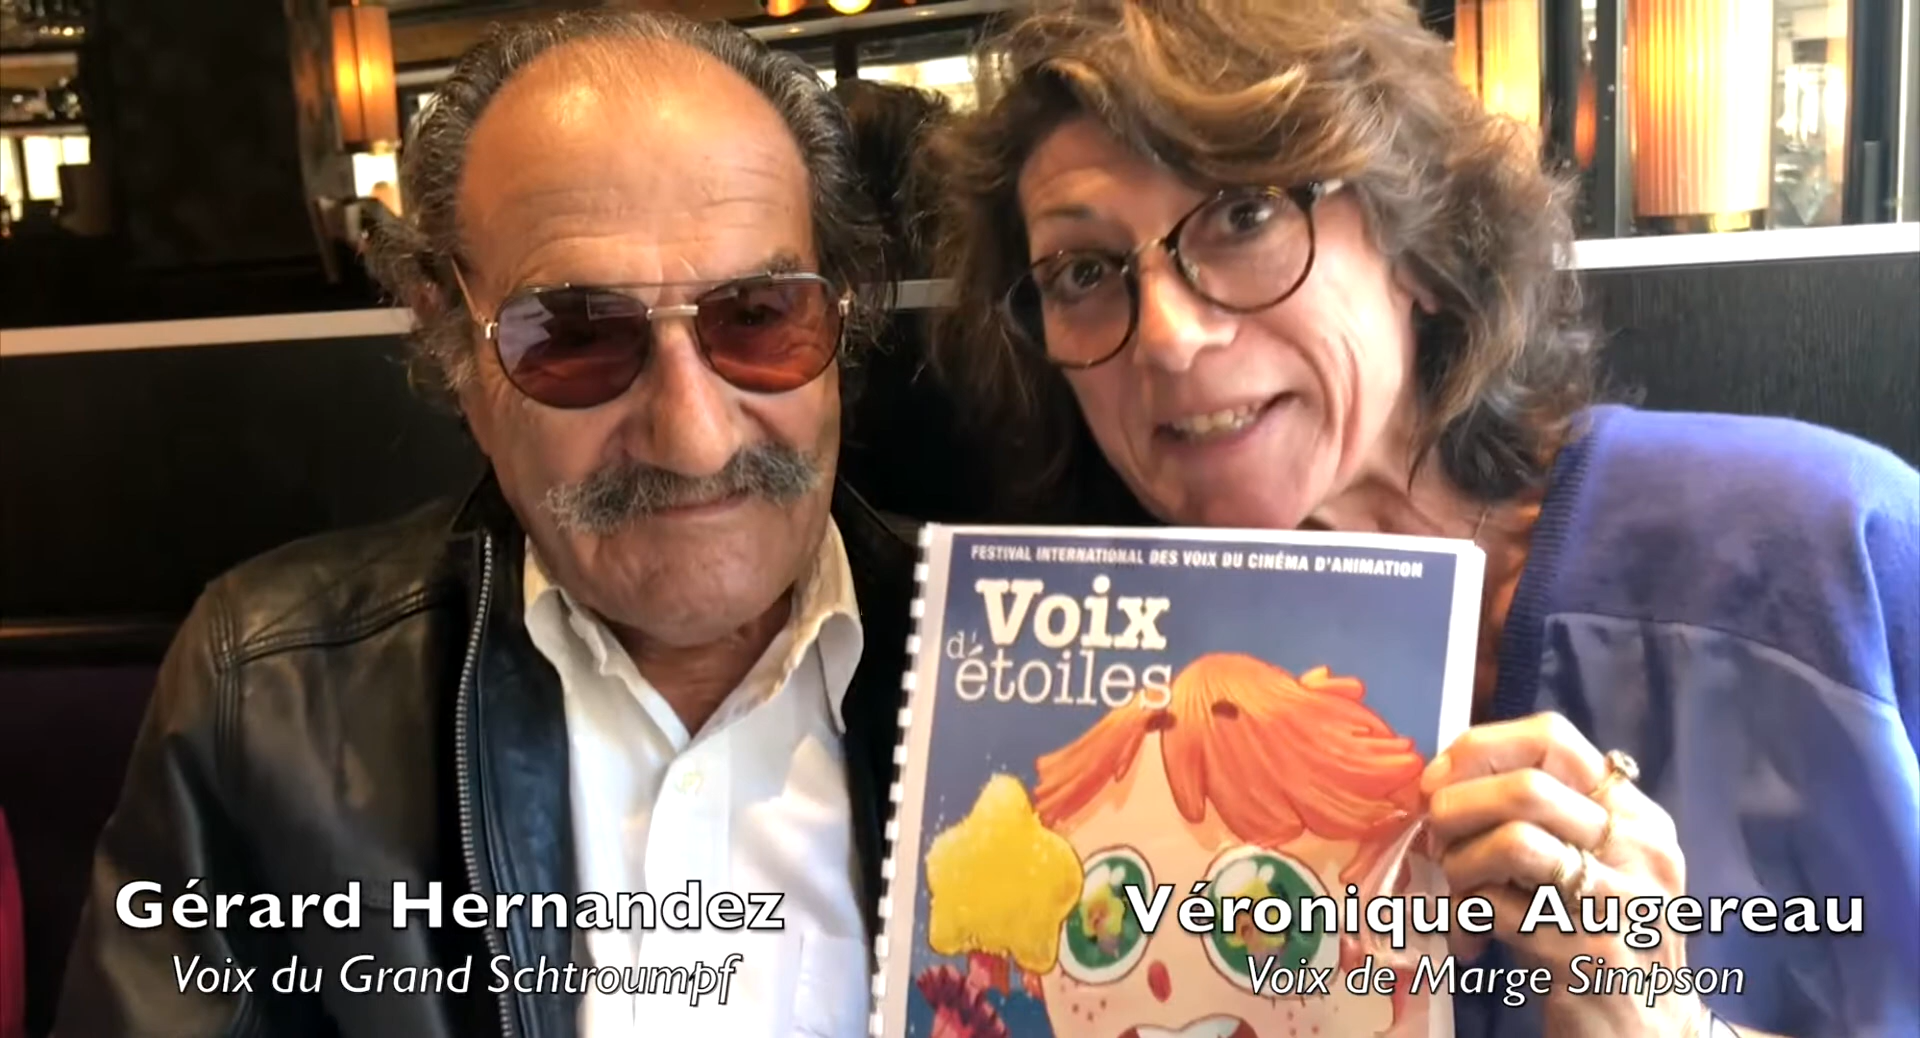 FESTIVAL INTERNATIONAL DES VOIX DU CINÉMA D'ANIMATION
Voix
d'étoiles
Gérard Hernandez
Voix du Grand Schtroumpf
Véronique Augereau
Voix de Marge Simpson